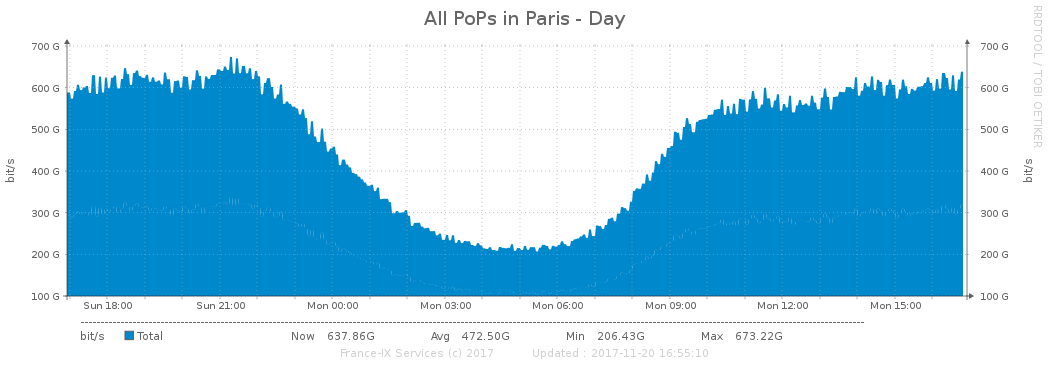 All PoPs in Paris - Day
RRDTOOL / TOBI OETIKER
700 G 700 G
600 G 600 G
500 G 500 G
400 G 400 G
300 G 300 G
200 G 200 G
100 G 100 G
bit/s bit/s
Sun 18:00 Sun 21:00 Mon 00:00 Mon 03:00 Mon 06:00 Mon 09:00 Mon 12:00 Mon 15:00
bit/s Total Now 637.86G Avg 472.50G Min 206.43G Max 673.22G
France-IX Services (c) 2017 Updated : 2017-11-20 16:55:10